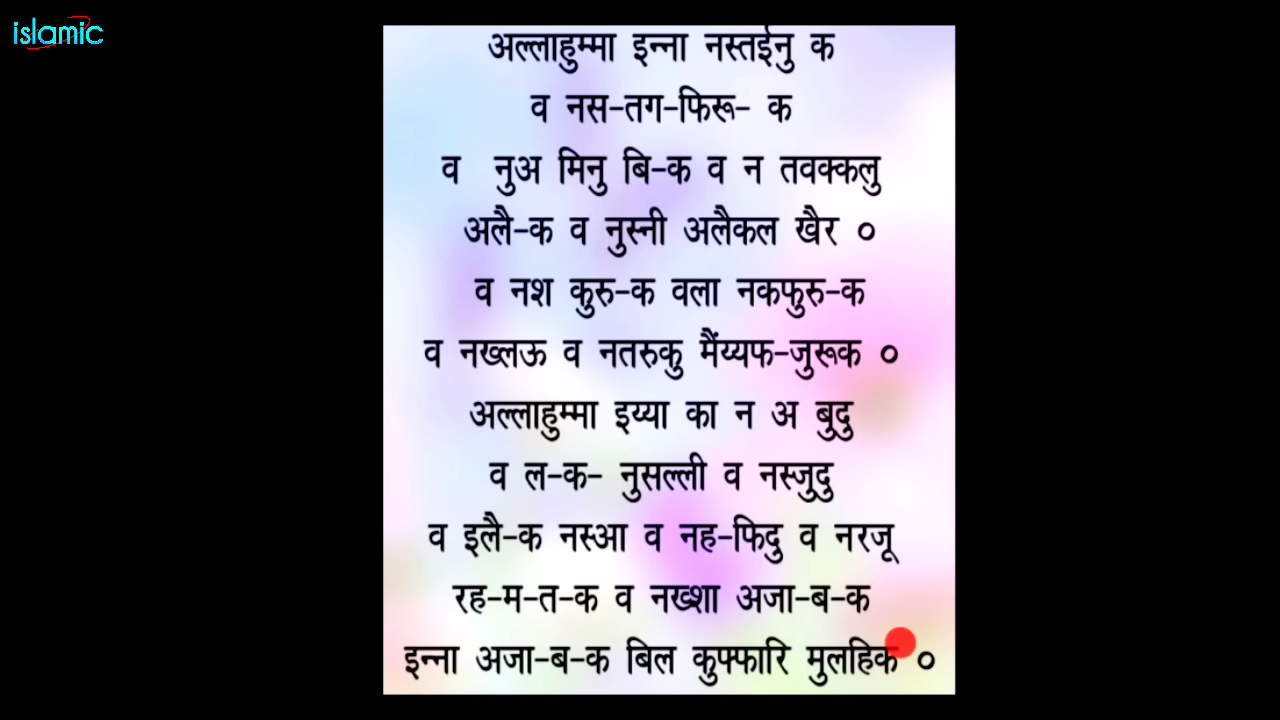 islamic
अल्लाहुम्मा इन्ना नस्तईनु क
व नस-तग-फिरू- क
व नुअ मिनु बि-क व न तवक्कलु
अलै-क व नुस्नी अलैकल खैर ०
व नश कुरु-क वला नकफुरु-क
व नख्लऊ व नतरुकु मैंय्यफ-जुरूक ०
अल्लाहुम्मा इय्या का न अ बुदु
व ल-क- नुसल्ली व नस्जुदु
व इलै-क नस्आ व नह-फिदु व नरजू
रह-म-त-क व नख्शा अजा-ब-क
इन्ना अजा-ब-क बिल कुफ्फारि मुलहिक ०